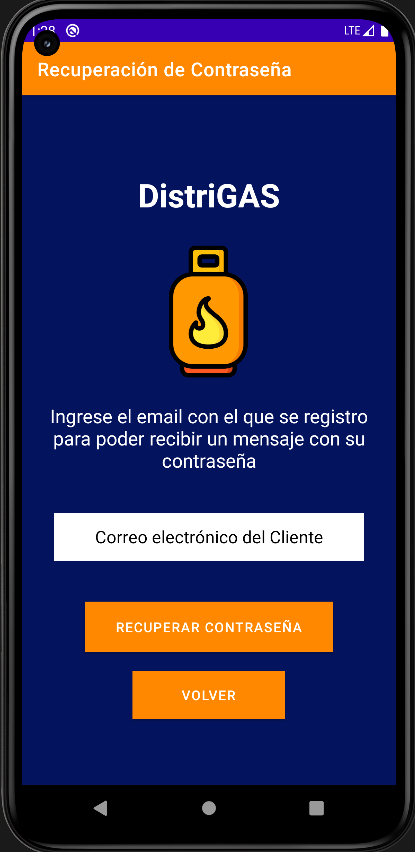 LTE
Recuperación de Contraseña
DistriGAS
Ingrese el email con el que se registro
para poder recibir un mensaje con su
contraseña
Correo electrónico del Cliente
RECUPERAR CONTRASEÑA
VOLVER